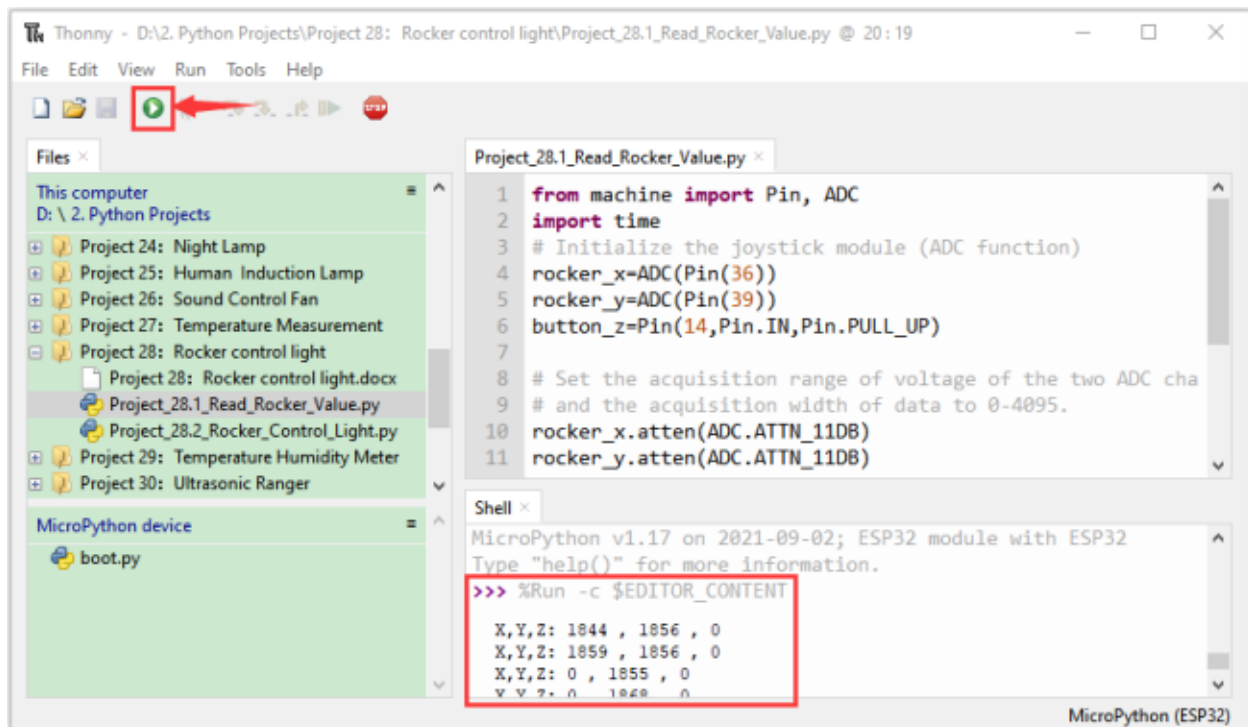 Thonny - D:\2. Python Projects\Project 28: Rocker control light\Project_28.1_Read_Rocker_Value.py @ 20 : 19
File Edit View Run Tools Help
STOP
Files
This computer
D: \ 2. Python Projects
Project 24: Night Lamp
Project 25: Human Induction Lamp
Project 26: Sound Control Fan
Project 27: Temperature Measurement
Project 28: Rocker control light
Project 28: Rocker control light.docx
Project_28.1_Read_Rocker_Value.py
Project_28.2_Rocker_Control_Light.py
Project 29: Temperature Humidity Meter
Project 30: Ultrasonic Ranger
MicroPython device
boot.py
Project_28.1_Read_Rocker_Value.py
1 from machine import Pin, ADC
2 import time
3 # Initialize the joystick module (ADC function)
4 rocker_x=ADC(Pin(36))
5 rocker_y=ADC(Pin(39))
6 button_z=Pin(14,Pin.IN,Pin.PULL_UP)
7
8 # Set the acquisition range of voltage of the two ADC cha
9 # and the acquisition width of data to 0-4095.
10 rocker_x.atten(ADC.ATTN_11DB)
11 rocker_y.atten(ADC.ATTN_11DB)
Shell
MicroPython v1.17 on 2021-09-02; ESP32 module with ESP32
Type "help()" for more information.
>>> %Run -c $EDITOR_CONTENT
X,Y,Z: 1844 , 1856 , 0
X,Y,Z: 1859 , 1856 , 0
X,Y,Z: 0 , 1855 , 0
X,Y,Z: 0 , 1868 , 0
MicroPython (ESP32)